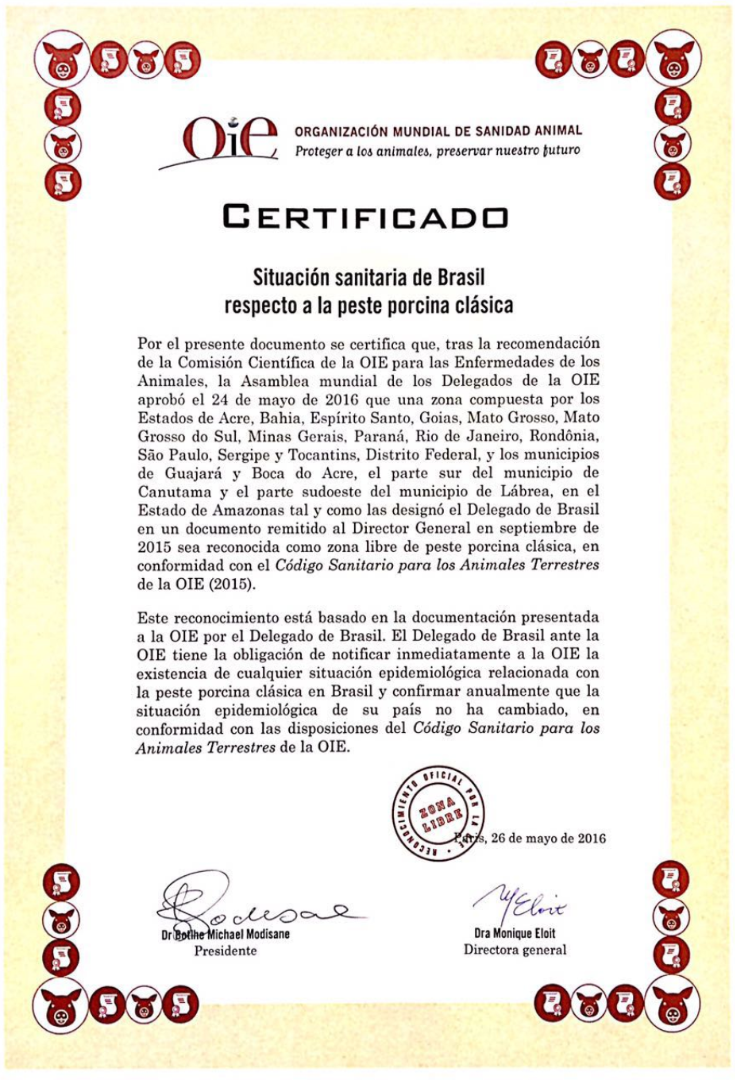 OiE
ORGANIZACIÓN MUNDIAL DE SANIDAD ANIMAL
Proteger a los animales, preservar nuestro futuro
CERTIFICADO
Situación sanitaria de Brasil
respecto a la peste porcina clásica
Por el presente documento se certifica que, tras la recomendación
de la Comisión Científica de la OIE para las Enfermedades de los
Animales, la Asamblea mundial de los Delegados de la OIE
aprobó el 24 de mayo de 2016 que una zona compuesta por los
Estados de Acre, Bahia, Espírito Santo, Goias, Mato Grosso, Mato
Grosso do Sul, Minas Gerais, Paraná, Rio de Janeiro, Rondônia,
São Paulo, Sergipe y Tocantins, Distrito Federal, y los municipios
de Guajará y Boca do Acre, el parte sur del municipio de
Canutama y el parte sudoeste del municipio de Lábrea, en el
Estado de Amazonas tal y como las designó el Delegado de Brasil
en un documento remitido al Director General en septiembre de
2015 sea reconocida como zona libre de peste porcina clásica, en
conformidad con el Código Sanitario para los Animales Terrestres
de la OIE (2015).
Este reconocimiento está basado en la documentación presentada
a la OIE por el Delegado de Brasil. El Delegado de Brasil ante la
OIE tiene la obligación de notificar inmediatamente a la OIE la
existencia de cualquier situación epidemiológica relacionada con
la peste porcina clásica en Brasil y confirmar anualmente que la
situación epidemiológica de su país no ha cambiado, en
conformidad con las disposiciones del Código Sanitario para los
Animales Terrestres de la OIE.
RECONOCIMIENTO OFICIAL POR LA
ZONA
LIBRE
Paris, 26 de mayo de 2016
Modisane
MEloit
Dr Botlhe Michael Modisane
Presidente
Dra Monique Eloit
Directora general